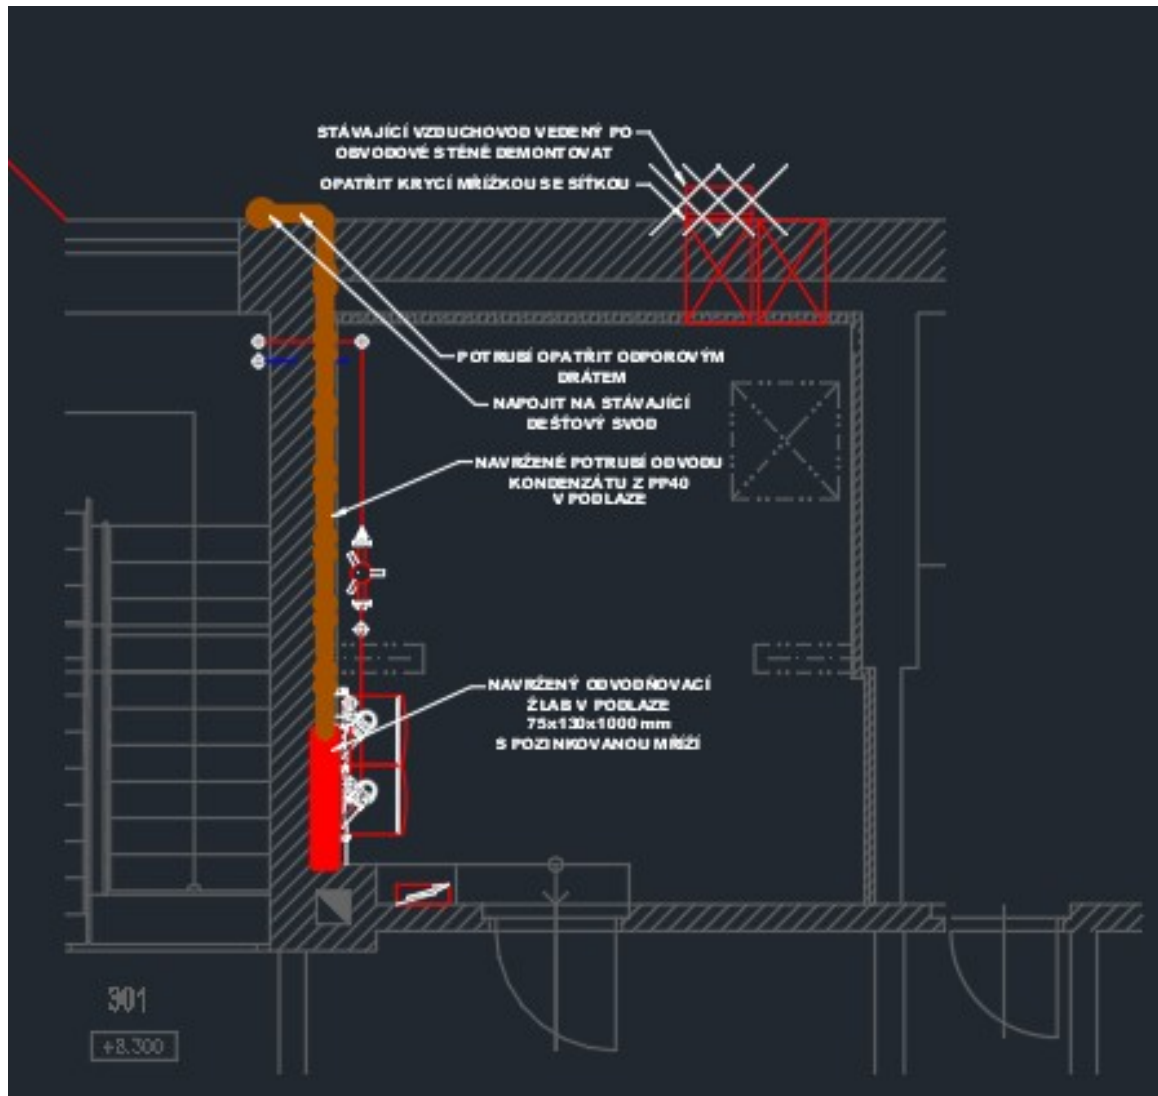 STÁVAJÍCÍ VZDUCHOVOD VEDENÝ PO
OBVODOVÉ STĚNĚ DEMONTOVAT
OPATŘIT KRYCÍ MŘÍŽKOU SE SÍŤKOU
POTRUBÍ OPATŘIT ODPOROVÝM
DRÁTEM
NAPOJIT NA STÁVAJÍCÍ
DEŠŤOVÝ SVOD
NAVRŽENÉ POTRUBÍ ODVODU
KONDENZÁTU Z PP40
V PODLAZE
NAVRŽENÝ ODVODŇOVACÍ
ŽLAB V PODLAZE
75x130x1000 mm
S POZINKOVANOU MŘÍŽÍ
301
+8.300